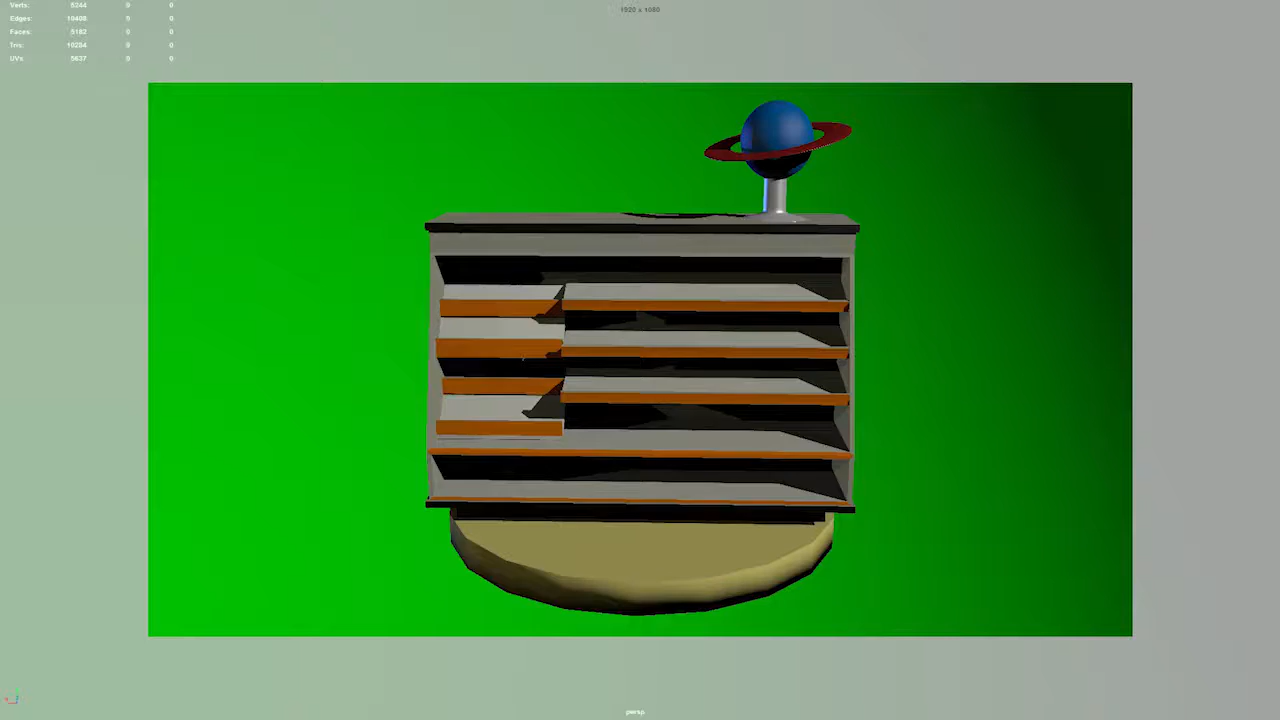 Verts: 5244 0 0
1920 x 1080
Edges: 10408 0 0
Faces: 5182 0 0
Tris: 10284 0 0
UVs: 5637 0 0
persp